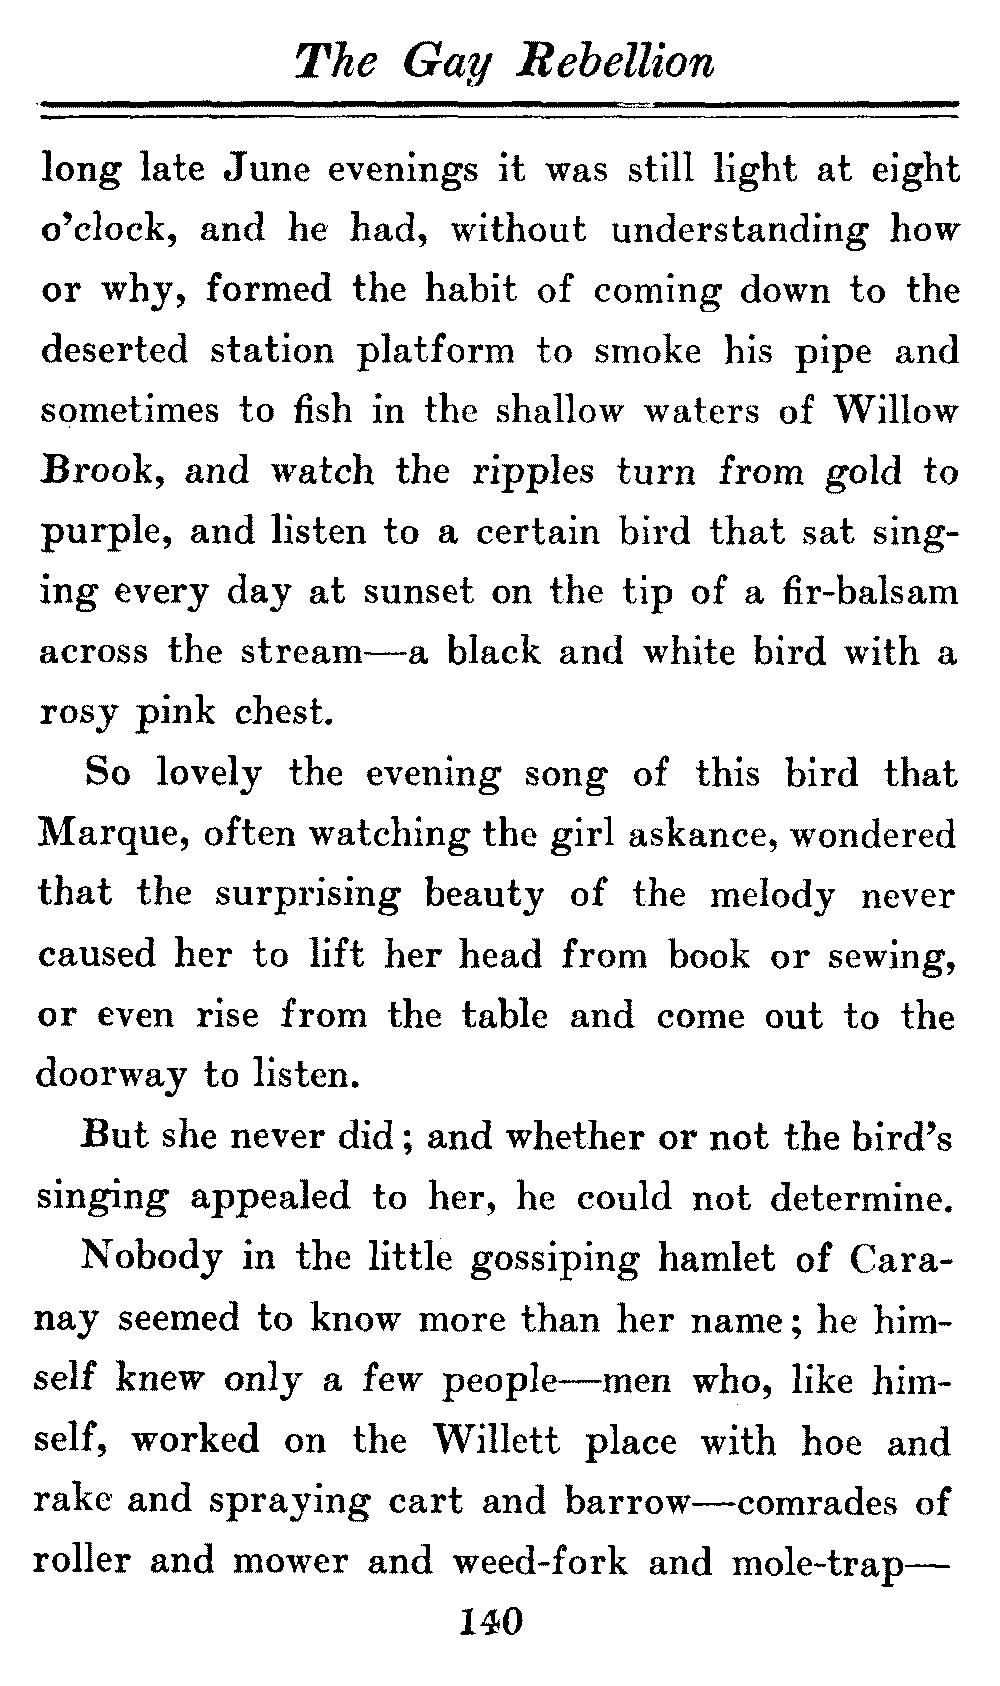 The Gay Rebellion
long late June evenings it was still light at eight
o'clock, and he had, without understanding how
or why, formed the habit of coming down to the
deserted station platform to smoke his pipe and
sometimes to fish in the shallow waters of Willow
Brook, and watch the ripples turn from gold to
purple, and listen to a certain bird that sat sing-
ing every day at sunset on the tip of a fir-balsam
across the stream—a black and white bird with a
rosy pink chest.
So lovely the evening song of this bird that
Marque, often watching the girl askance, wondered
that the surprising beauty of the melody never
caused her to lift her head from book or sewing,
or even rise from the table and come out to the
doorway to listen.
But she never did; and whether or not the bird's
singing appealed to her, he could not determine.
Nobody in the little gossiping hamlet of Cara-
nay seemed to know more than her name; he him-
self knew only a few people—men who, like him-
self, worked on the Willett place with hoe and
rake and spraying cart and barrow—comrades of
roller and mower and weed-fork and mole-trap—
140